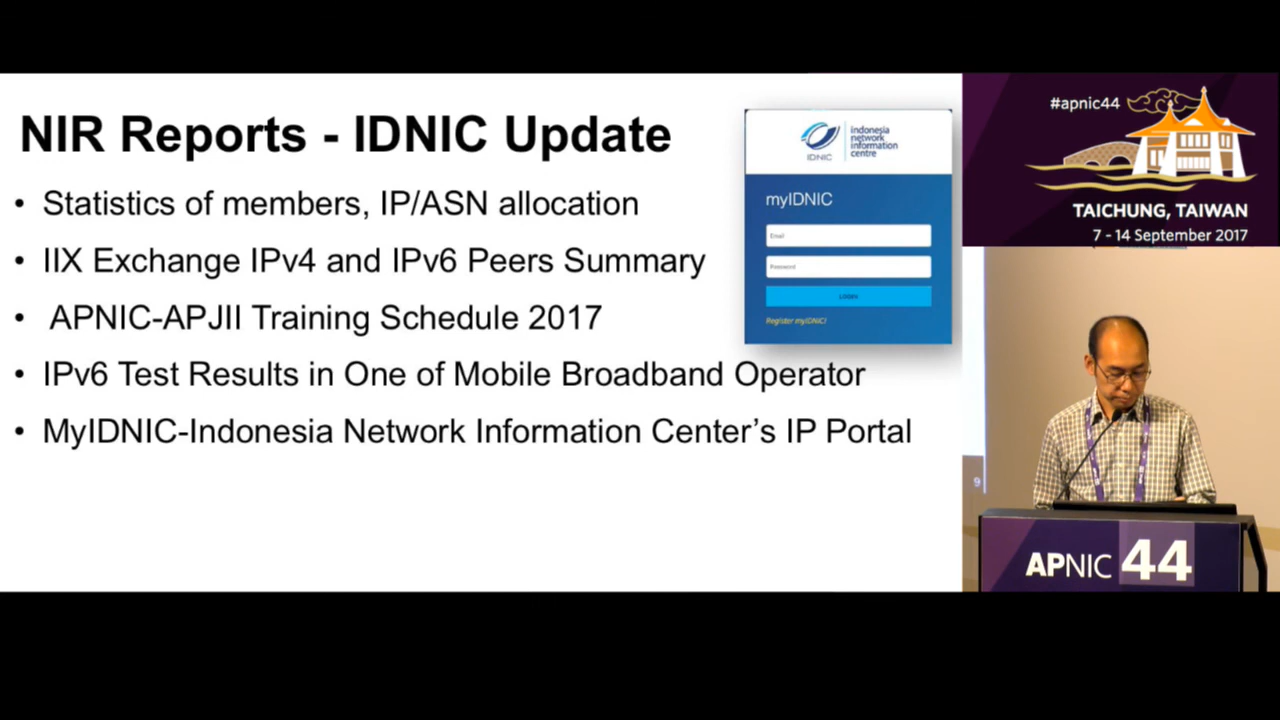 NIR Reports - IDNIC Update
• Statistics of members, IP/ASN allocation
• IIX Exchange IPv4 and IPv6 Peers Summary
• APNIC-APJII Training Schedule 2017
• IPv6 Test Results in One of Mobile Broadband Operator
• MyIDNIC-Indonesia Network Information Center's IP Portal
IDNIC
indonesia
network
information
centre
myIDNIC
Email
Password
LOGIN
Register myIDNIC!
#apnic44
TAICHUNG, TAIWAN
7 - 14 September 2017
9
APNIC 44